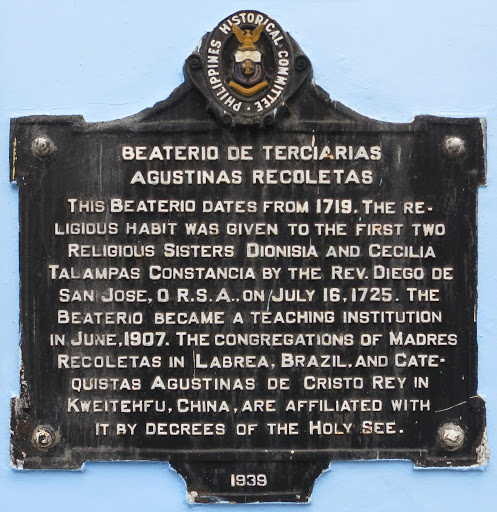 PHILIPPINES HISTORICAL COMMITTEE
BEATERIO DE TERCIARIAS
AGUSTINAS RECOLETAS
THIS BEATERIO DATES FROM 1719. THE RE-
LIGIOUS HABIT WAS GIVEN TO THE FIRST TWO
RELIGIOUS SISTERS DIONISIA AND CECILIA
TALAMPAS CONSTANCIA BY THE REV. DIEGO DE
SAN JOSE, O R.S.A., ON JULY 16, 1725. THE
BEATERIO BECAME A TEACHING INSTITUTION
IN JUNE, 1907. THE CONGREGATIONS OF MADRES
RECOLETAS IN LABREA, BRAZIL, AND CATE-
QUISTAS AGUSTINAS DE CRISTO REY IN
KWEITEHFU, CHINA, ARE AFFILIATED WITH
IT BY DECREES OF THE HOLY SEE.
1939